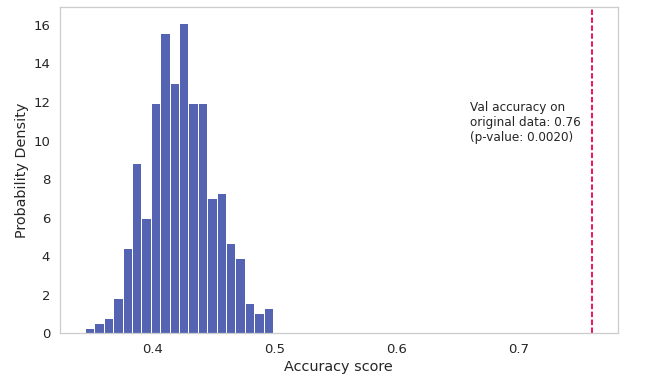 16
14
12
10
8
6
4
2
0
Probability Density
Val accuracy on
original data: 0.76
(p-value: 0.0020)
0.4 0.5 0.6 0.7
Accuracy score